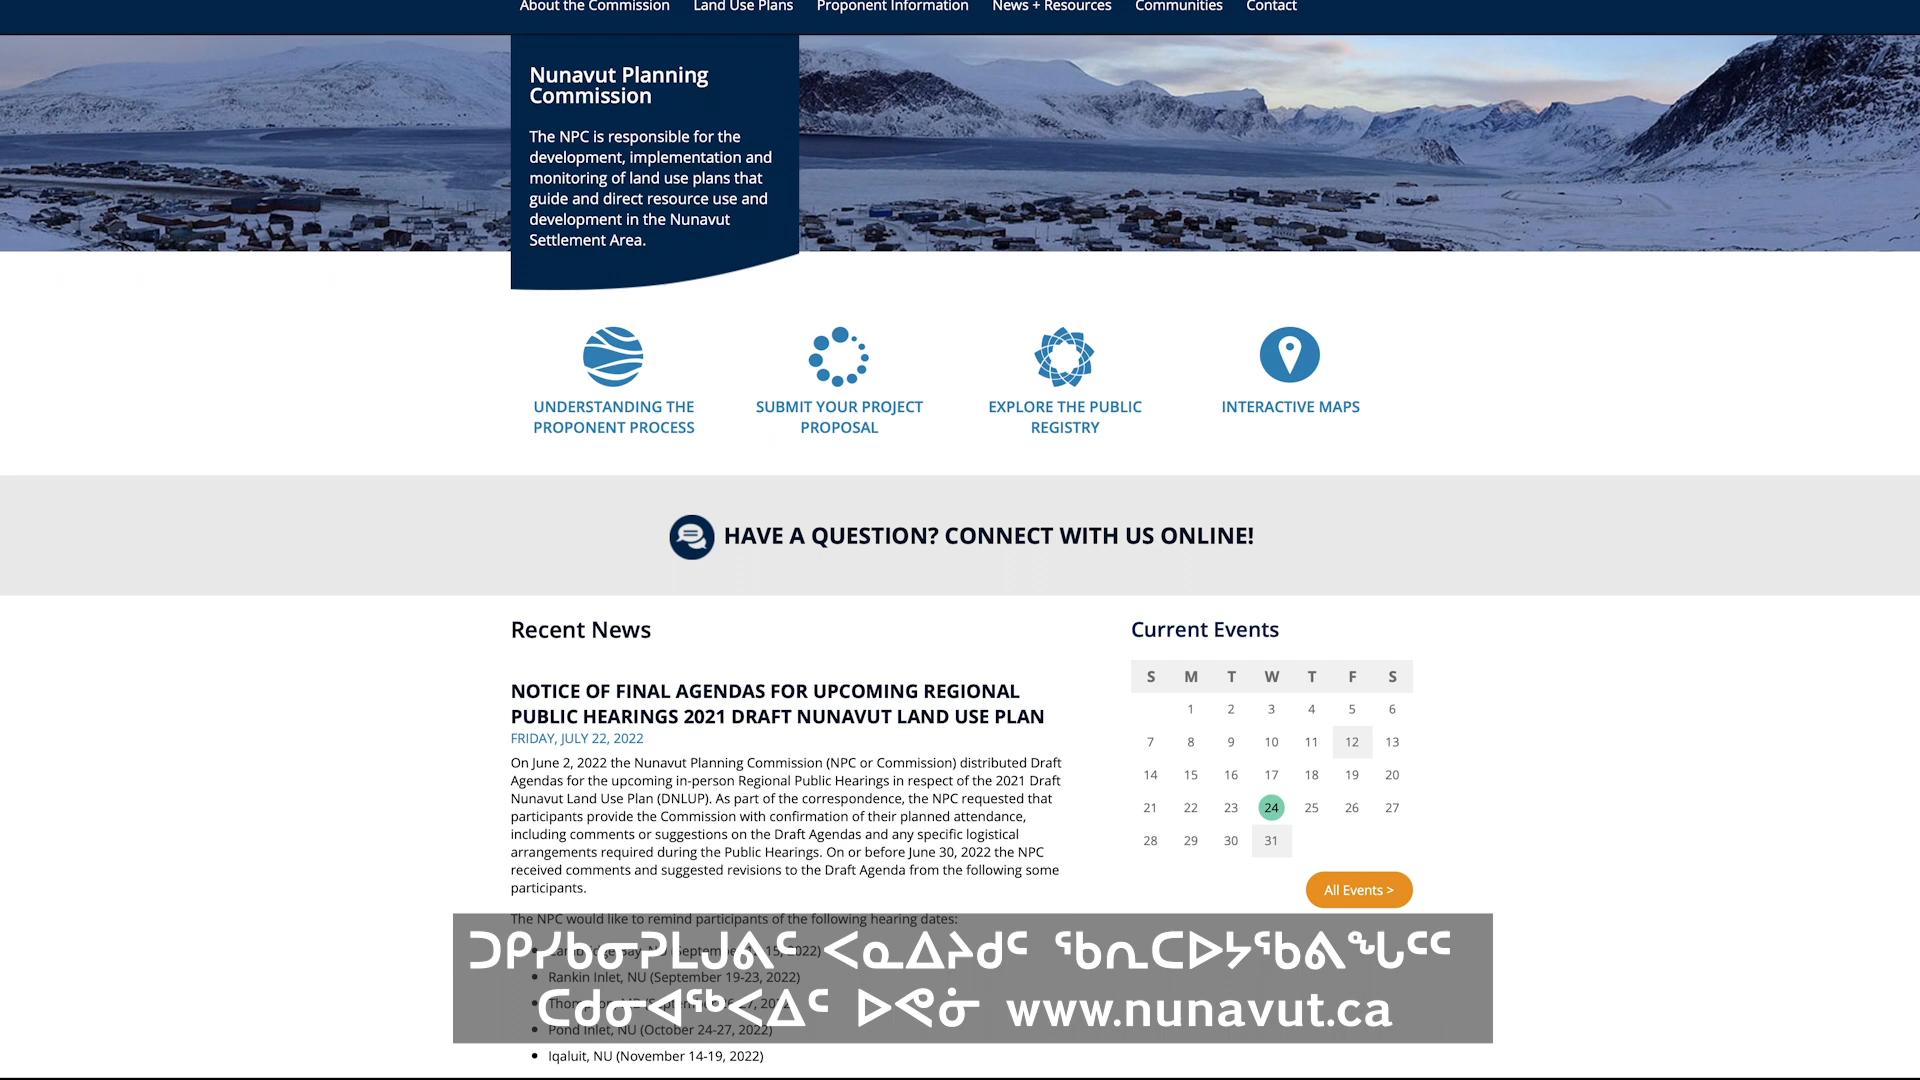 About the Commission Land Use Plans Proponent Information News + Resources Communities Contact
Nunavut Planning
Commission
The NPC is responsible for the
development, implementation and
monitoring of land use plans that
guide and direct resource use and
development in the Nunavut
Settlement Area.
UNDERSTANDING THE
PROPONENT PROCESS
SUBMIT YOUR PROJECT
PROPOSAL
EXPLORE THE PUBLIC
REGISTRY
INTERACTIVE MAPS
HAVE A QUESTION? CONNECT WITH US ONLINE!
Recent News
NOTICE OF FINAL AGENDAS FOR UPCOMING REGIONAL
PUBLIC HEARINGS 2021 DRAFT NUNAVUT LAND USE PLAN
FRIDAY, JULY 22, 2022
On June 2, 2022 the Nunavut Planning Commission (NPC or Commission) distributed Draft
Agendas for the upcoming in-person Regional Public Hearings in respect of the 2021 Draft
Nunavut Land Use Plan (DNLUP). As part of the correspondence, the NPC requested that
participants provide the Commission with confirmation of their planned attendance,
including comments or suggestions on the Draft Agendas and any specific logistical
arrangements required during the Public Hearings. On or before June 30, 2022 the NPC
received comments and suggested revisions to the Draft Agenda from the following some
participants.
The NPC would like to remind participants of the following hearing dates:
Rankin Inlet, NU (September 19-23, 2022)
Pond Inlet, NU (October 24-27, 2022)
Iqaluit, NU (November 14-19, 2022)
Current Events
S M T W T F S
1 2 3 4 5 6
7 8 9 10 11 12 13
14 15 16 17 18 19 20
21 22 23 24 25 26 27
28 29 30 31
All Events >
ᑐᑭᓯᑲᓂᕈᒪᒍᕕᑦ ᐸᓇᐃᔨᒃᑯᑦ ᖃᕆᑕᐅᔭᖃᕐᕕᖓᑦᑕ
ᑕᑯᓂᐊᖅᐸᐃᑦ ᐅᕙᓃ www.nunavut.ca